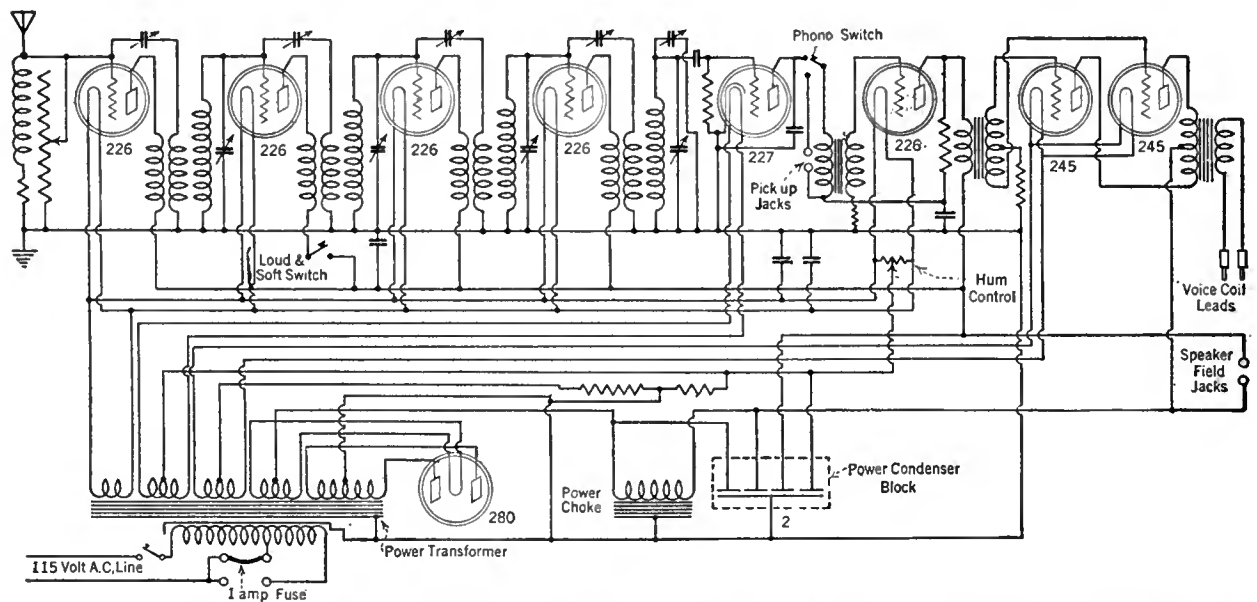 Phono Switch
226
226
226
226
227
226
245
245
Pick up
Jacks
Loud &
Soft Switch
Hum
Control
Voice Coil
Leads
Speaker
Field
Jacks
Power Condenser
Block
Power
Choke
280
2
Power Transformer
115 Volt A.C. Line
1 amp Fuse